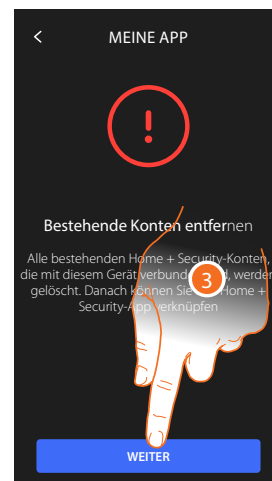 < MEINE APP
!
Bestehende Konten entfernen
Alle bestehenden Home + Security-Konten,
die mit diesem Gerät werden
gelöscht. Danach können Sie Home +
Security-App verknüpfen
3
WEITER